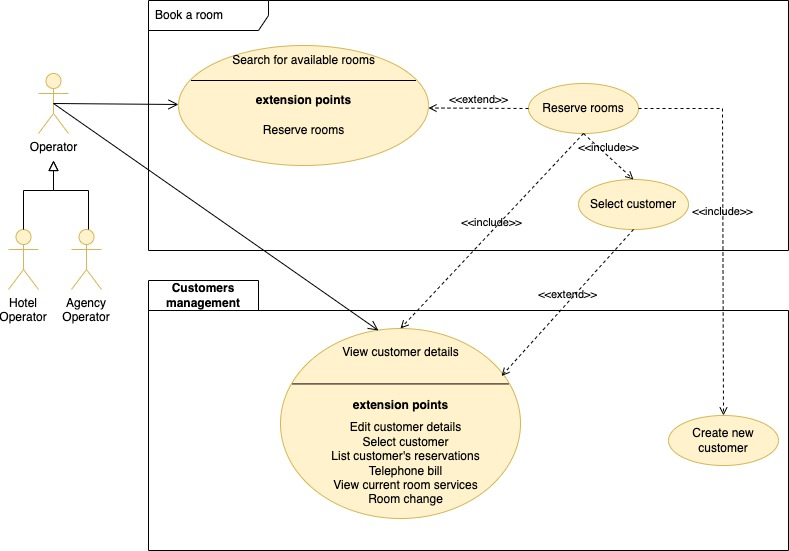 Book a room
Search for available rooms
extension points
Reserve rooms
<<extend>>
Reserve rooms
<<include>>
Select customer
<<include>>
<<include>>
Operator
Hotel
Operator
Agency
Operator
<<extend>>
Customers
management
View customer details
extension points
Edit customer details
Select customer
List customer's reservations
Telephone bill
View current room services
Room change
Create new
customer